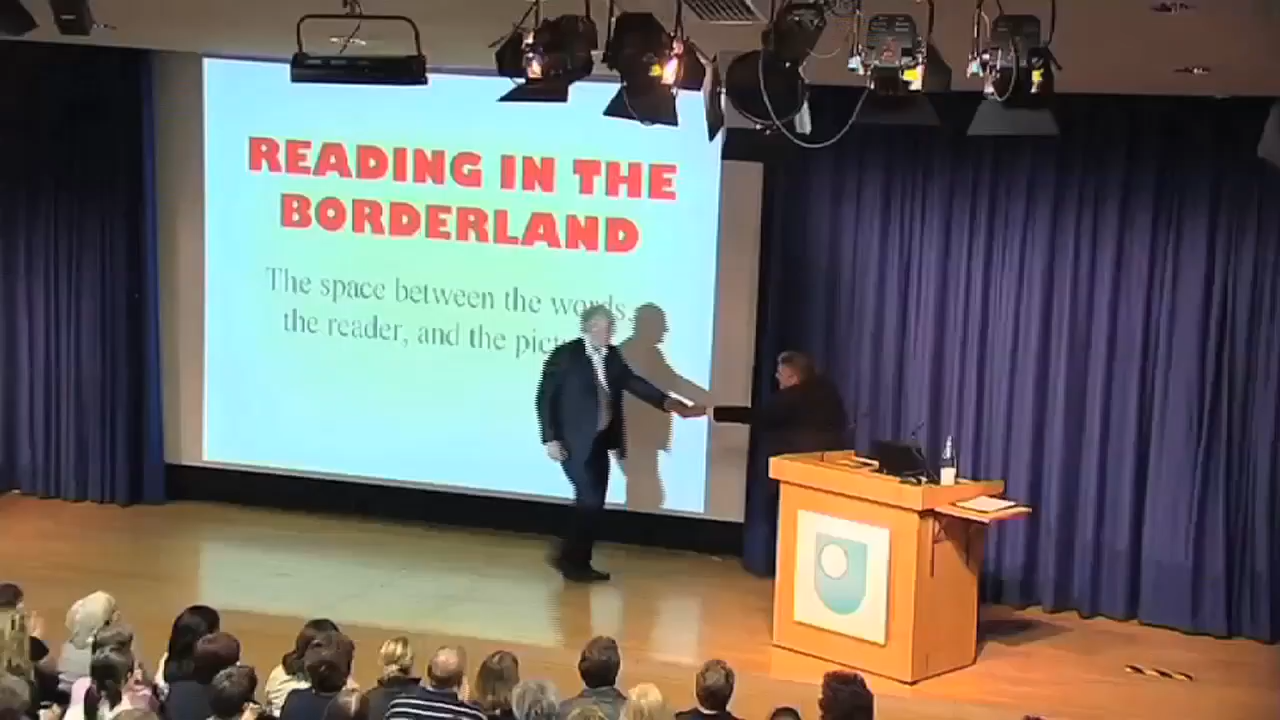 READING IN THE
BORDERLAND
The space between the words,
the reader, and the